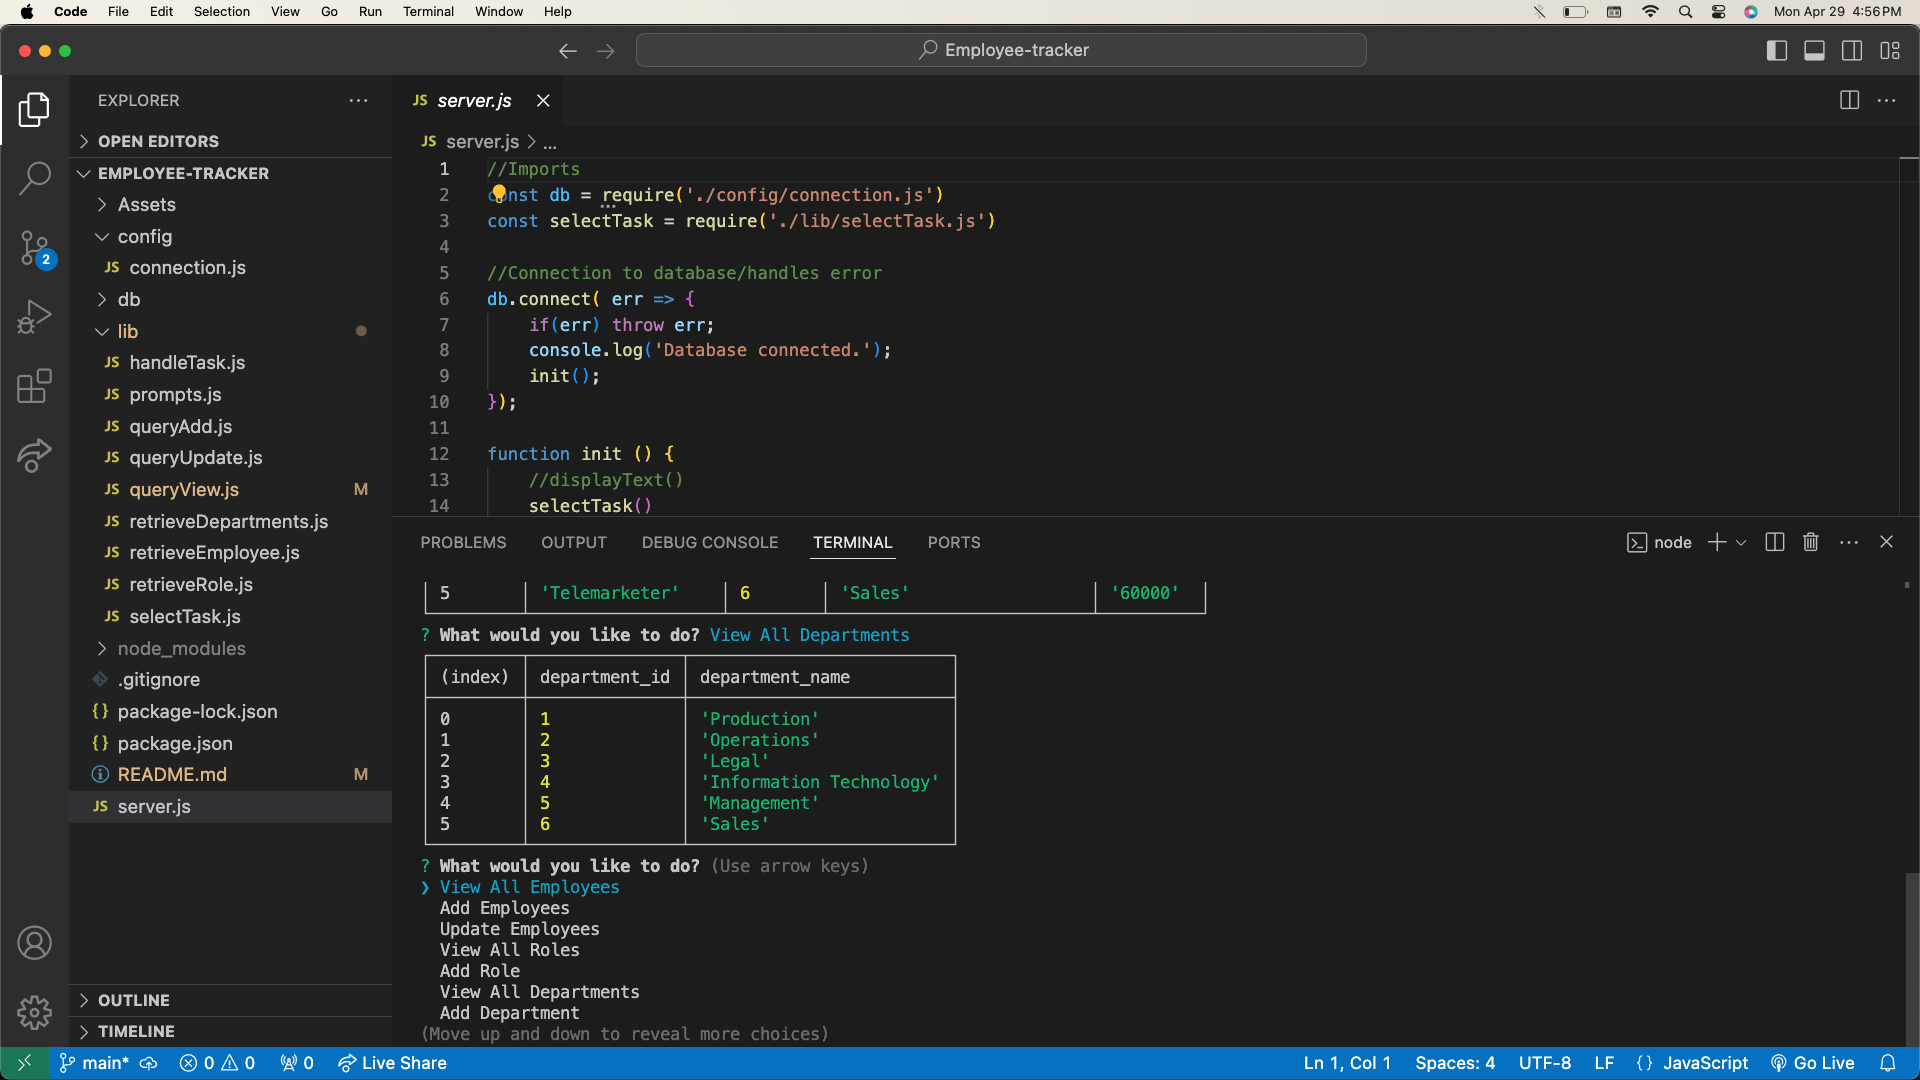 Code File Edit Selection View Go Run Terminal Window Help Mon Apr 29 4:56 PM
Employee-tracker
EXPLORER
OPEN EDITORS
EMPLOYEE-TRACKER
Assets
config
JS connection.js
db
lib
JS handleTask.js
JS prompts.js
JS queryAdd.js
JS queryUpdate.js
JS queryView.js M
JS retrieveDepartments.js
JS retrieveEmployee.js
JS retrieveRole.js
JS selectTask.js
node_modules
.gitignore
{} package-lock.json
{} package.json
README.md M
JS server.js
OUTLINE
TIMELINE
2
JS server.js
JS server.js > ...
1 //Imports
2 const db = require('./config/connection.js')
3 const selectTask = require('./lib/selectTask.js')
4
5 //Connection to database/handles error
6 db.connect( err => {
7 if(err) throw err;
8 console.log('Database connected.');
9 init();
10 });
11
12 function init () {
13 //displayText()
14 selectTask()
PROBLEMS OUTPUT DEBUG CONSOLE TERMINAL PORTS node
5 'Telemarketer' 6 'Sales' '60000'
? What would you like to do? View All Departments
(index) department_id department_name
0 1 'Production'
1 2 'Operations'
2 3 'Legal'
3 4 'Information Technology'
4 5 'Management'
5 6 'Sales'
? What would you like to do? (Use arrow keys)
❯ View All Employees
Add Employees
Update Employees
View All Roles
Add Role
View All Departments
Add Department
(Move up and down to reveal more choices)
main* 0 0 0 Live Share Ln 1, Col 1 Spaces: 4 UTF-8 LF {} JavaScript Go Live